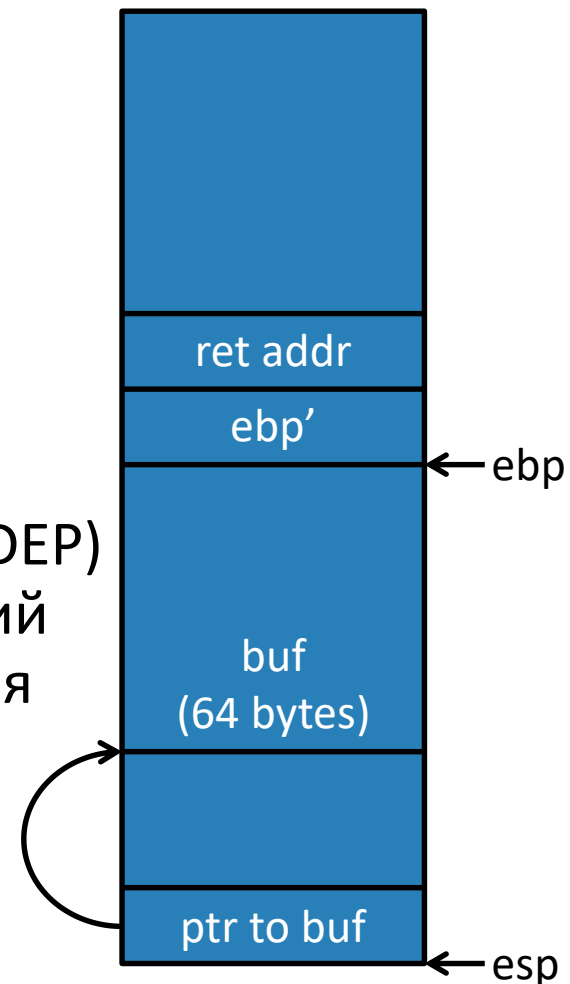 ret addr
ebp’
ebp
DEP)
ий
я
buf
(64 bytes)
ptr to buf
esp